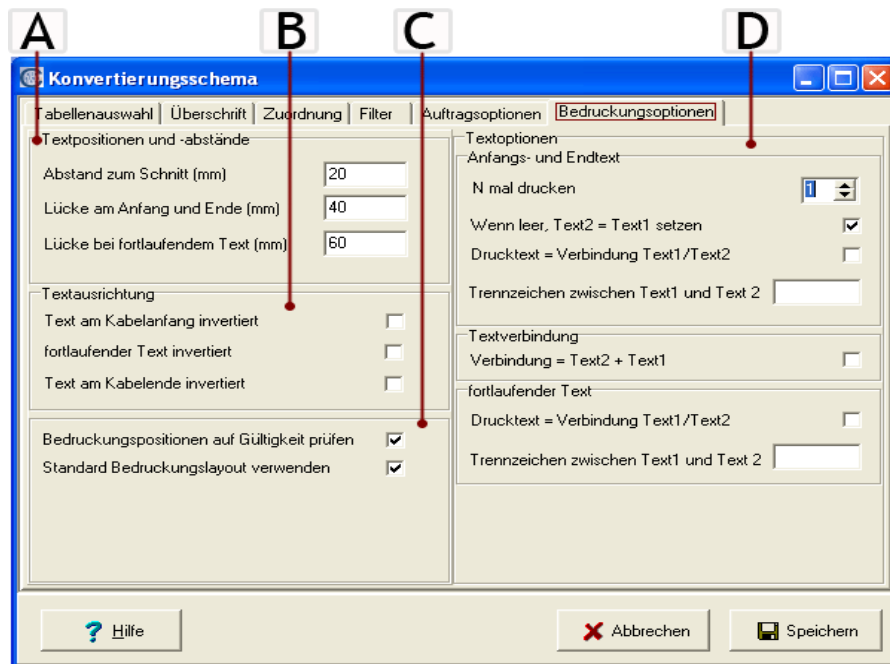 A B C D
Konvertierungsschema
Tabellenauswahl Überschrift Zuordnung Filter Auftragsoptionen Bedruckungsoptionen
Textpositionen und -abstände
Abstand zum Schnitt (mm) 20
Lücke am Anfang und Ende (mm) 40
Lücke bei fortlaufendem Text (mm) 60
Textausrichtung
Text am Kabelanfang invertiert
fortlaufender Text invertiert
Text am Kabelende invertiert
Bedruckungspositionen auf Gültigkeit prüfen
Standard Bedruckungslayout verwenden
Textoptionen
Anfangs- und Endtext
N mal drucken 1
Wenn leer, Text2 = Text1 setzen
Drucktext = Verbindung Text1/Text2
Trennzeichen zwischen Text1 und Text 2
Textverbindung
Verbindung = Text2 + Text1
fortlaufender Text
Drucktext = Verbindung Text1/Text2
Trennzeichen zwischen Text1 und Text 2
? Hilfe Abbrechen Speichern